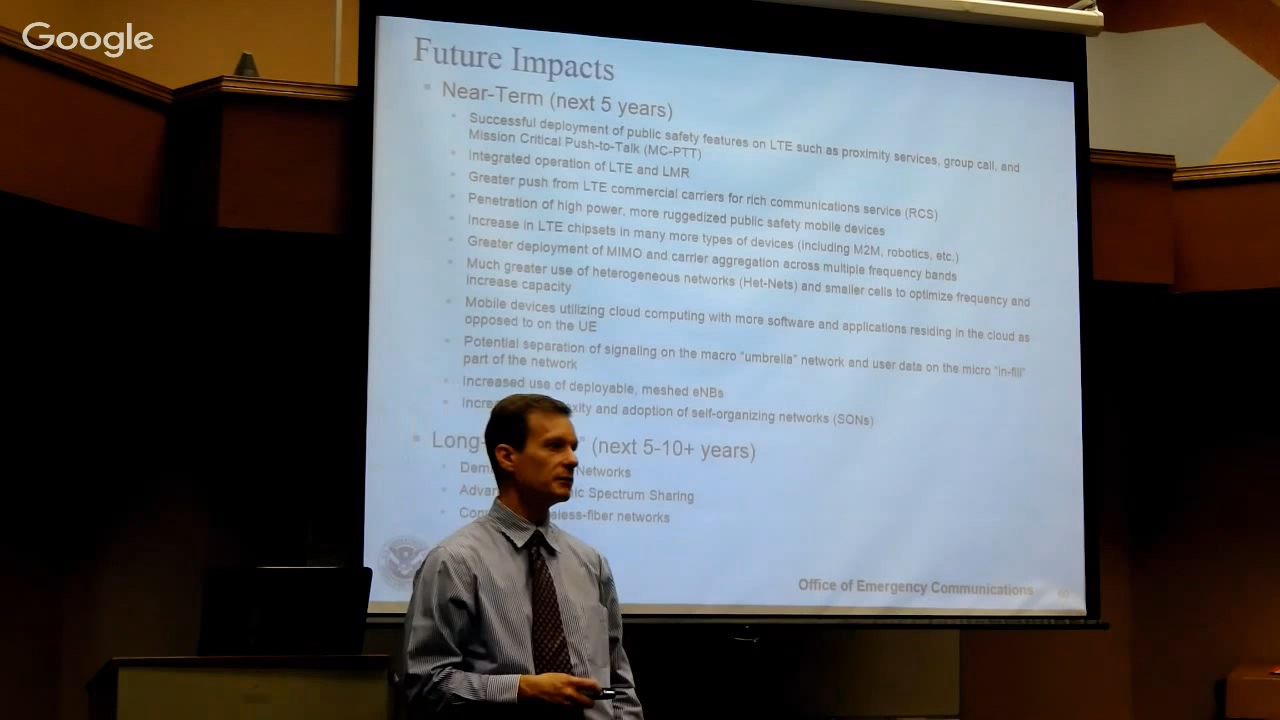 Google
Future Impacts
Near-Term (next 5 years)
Successful deployment of public safety features on LTE such as proximity services, group call, and
Mission Critical Push-to-Talk (MC-PTT)
Integrated operation of LTE and LMR
Greater push from LTE commercial carriers for rich communications service (RCS)
Penetration of high power, more ruggedized public safety mobile devices
Increase in LTE chipsets in many more types of devices (including M2M, robotics, etc.)
Greater deployment of MIMO and carrier aggregation across multiple frequency bands
Much greater use of heterogeneous networks (Het-Nets) and smaller cells to optimize frequency and
increase capacity
Mobile devices utilizing cloud computing with more software and applications residing in the cloud as
opposed to on the UE
Potential separation of signaling on the macro "umbrella" network and user data on the micro "in-fill"
part of the network
Increased use of deployable, meshed eNBs
and adoption of self-organizing networks (SONs)
(next 5-10+ years)
Networks
Spectrum Sharing
networks
Office of Emergency Communications